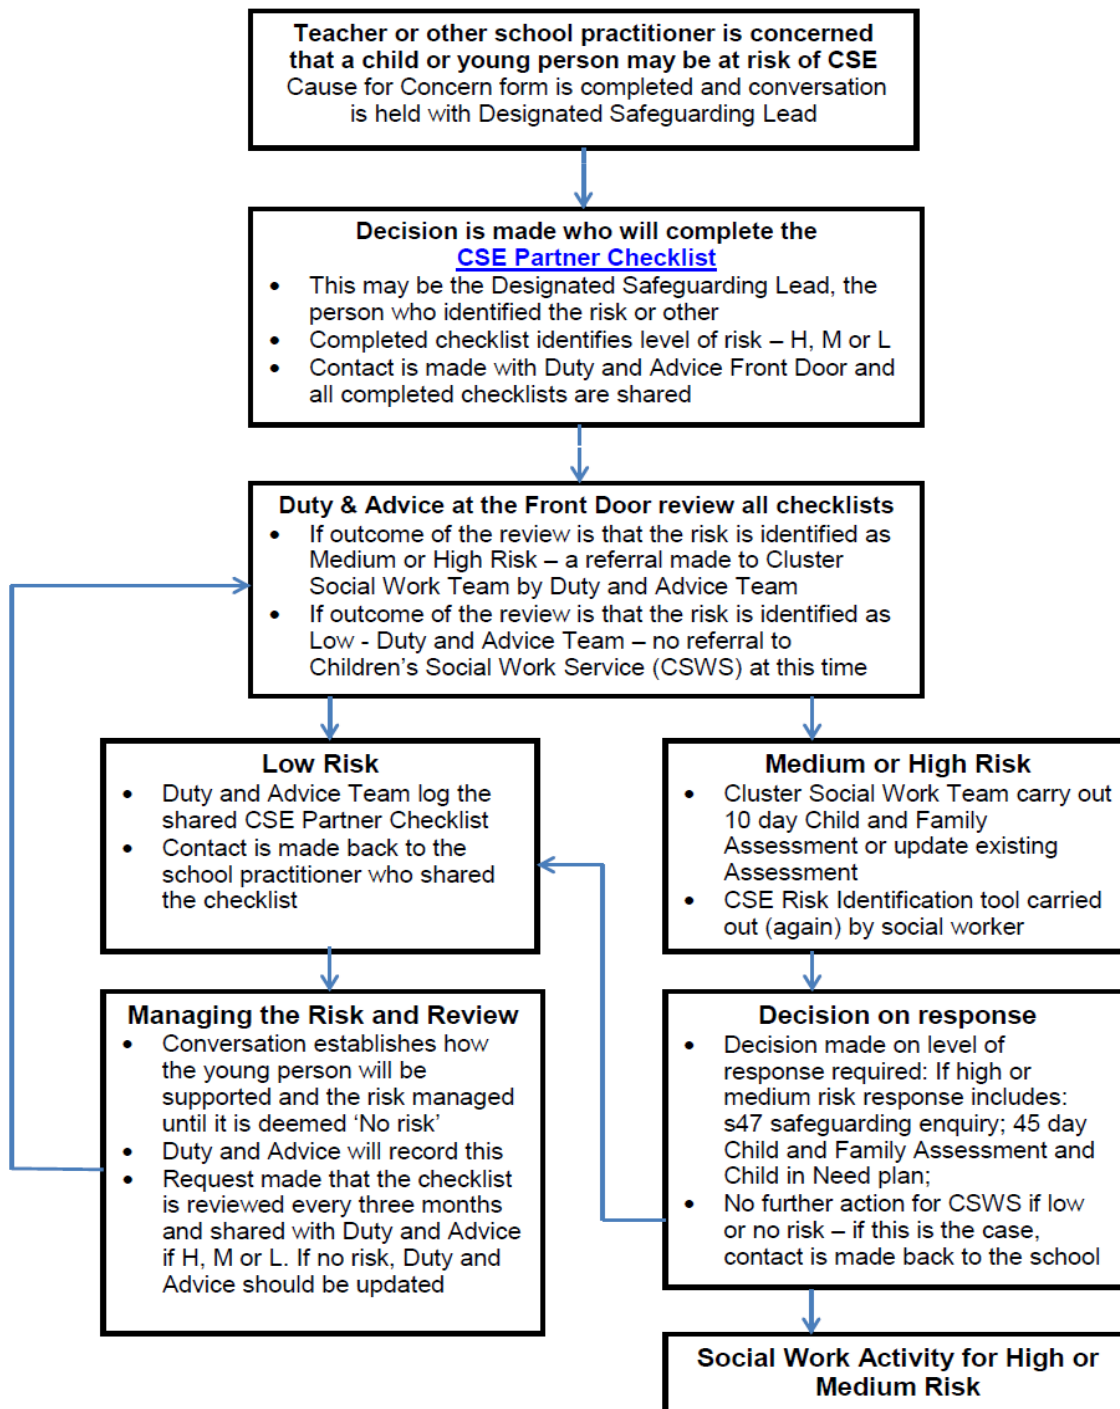 Teacher or other school practitioner is concerned
that a child or young person may be at risk of CSE
Cause for Concern form is completed and conversation
is held with Designated Safeguarding Lead
Decision is made who will complete the
CSE Partner Checklist
• This may be the Designated Safeguarding Lead, the
person who identified the risk or other
• Completed checklist identifies level of risk – H, M or L
• Contact is made with Duty and Advice Front Door and
all completed checklists are shared
Duty & Advice at the Front Door review all checklists
• If outcome of the review is that the risk is identified as
Medium or High Risk – a referral made to Cluster
Social Work Team by Duty and Advice Team
• If outcome of the review is that the risk is identified as
Low - Duty and Advice Team – no referral to
Children's Social Work Service (CSWS) at this time
Low Risk
• Duty and Advice Team log the
shared CSE Partner Checklist
• Contact is made back to the
school practitioner who shared
the checklist
Medium or High Risk
• Cluster Social Work Team carry out
10 day Child and Family
Assessment or update existing
Assessment
• CSE Risk Identification tool carried
out (again) by social worker
Managing the Risk and Review
• Conversation establishes how
the young person will be
supported and the risk managed
until it is deemed 'No risk'
• Duty and Advice will record this
• Request made that the checklist
is reviewed every three months
and shared with Duty and Advice
if H, M or L. If no risk, Duty and
Advice should be updated
Decision on response
• Decision made on level of
response required: If high or
medium risk response includes:
s47 safeguarding enquiry; 45 day
Child and Family Assessment and
Child in Need plan;
• No further action for CSWS if low
or no risk – if this is the case,
contact is made back to the school
Social Work Activity for High or
Medium Risk